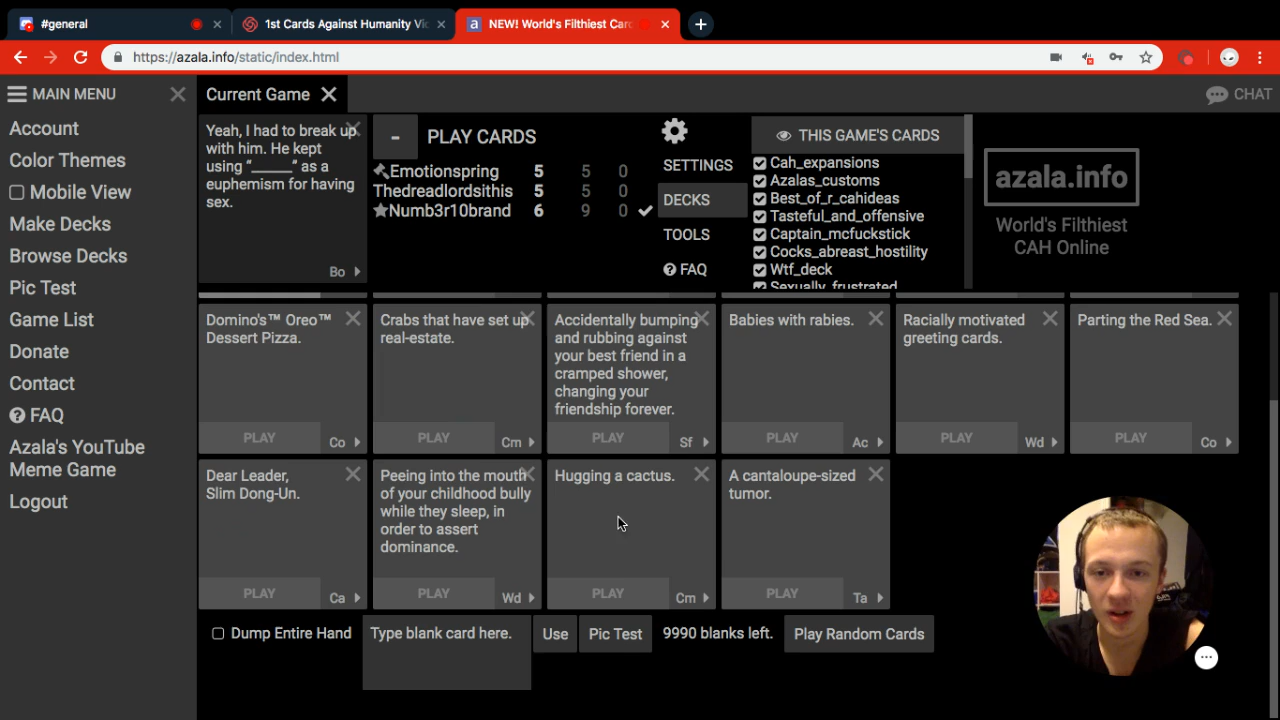 #general
1st Cards Against Humanity Vic
NEW! World's Filthiest Car
https://azala.info/static/index.html
MAIN MENU
Current Game
CHAT
Account
Color Themes
Mobile View
Make Decks
Browse Decks
Pic Test
Game List
Donate
Contact
FAQ
Azala's YouTube
Meme Game
Logout
Yeah, I had to break up
with him. He kept
using “_____” as a
euphemism for having
sex.
Bo
-
PLAY CARDS
Emotionspring 5 5 0
Thedreadlordsithis 5 5 0
Numb3r10brand 6 9 0
SETTINGS
DECKS
TOOLS
FAQ
THIS GAME'S CARDS
Cah_expansions
Azalas_customs
Best_of_r_cahideas
Tasteful_and_offensive
Captain_mcfuckstick
Cocks_abreast_hostility
Wtf_deck
Sexually_frustrated
azala.info
World's Filthiest
CAH Online
Domino's™ Oreo™
Dessert Pizza.
PLAY
Co
Crabs that have set up
real-estate.
PLAY
Cm
Accidentally bumping
and rubbing against
your best friend in a
cramped shower,
changing your
friendship forever.
PLAY
Sf
Babies with rabies.
PLAY
Ac
Racially motivated
greeting cards.
PLAY
Wd
Parting the Red Sea.
PLAY
Co
Dear Leader,
Slim Dong-Un.
PLAY
Ca
Peeing into the mouth
of your childhood bully
while they sleep, in
order to assert
dominance.
PLAY
Wd
Hugging a cactus.
PLAY
Cm
A cantaloupe-sized
tumor.
PLAY
Ta
Dump Entire Hand
Type blank card here.
Use
Pic Test
9990 blanks left.
Play Random Cards